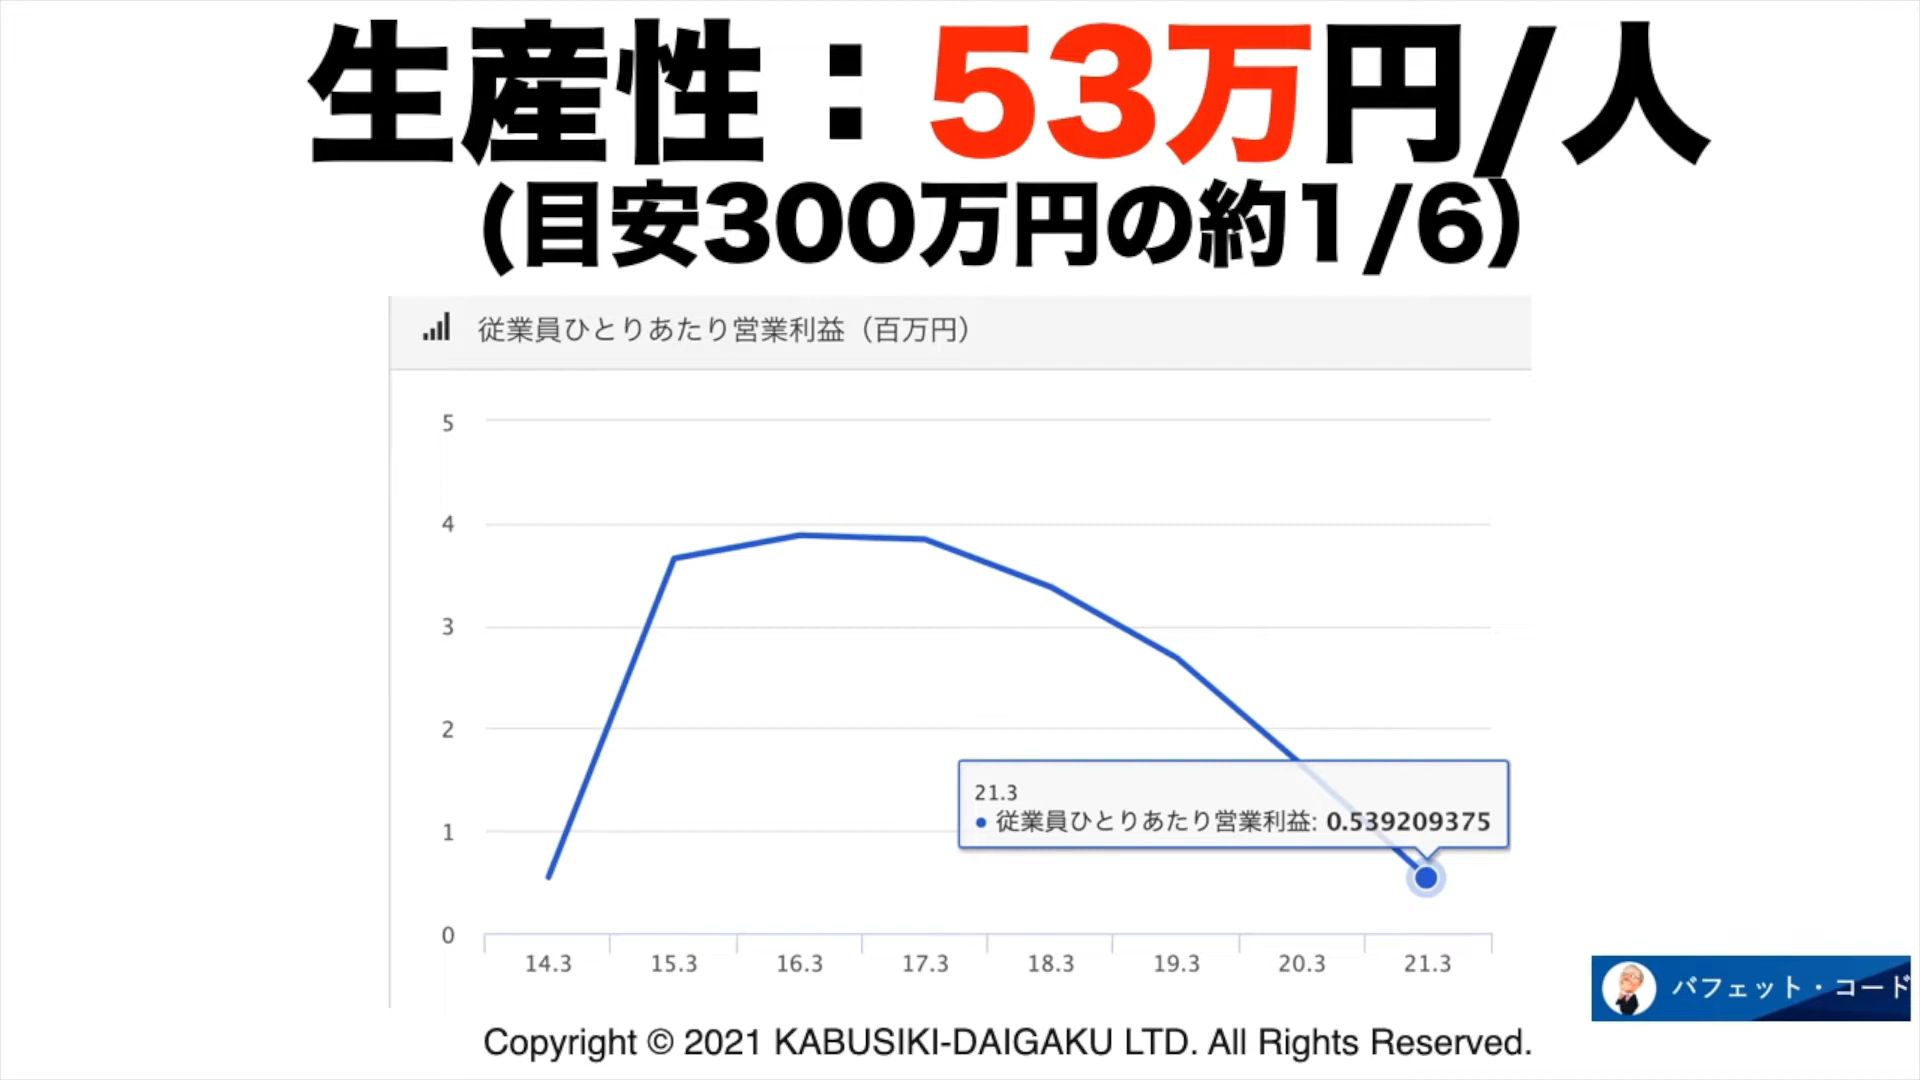 生産性：53万円/人
(目安300万円の約1/6)
従業員ひとりあたり営業利益（百万円）
5
4
3
2
1
0
21.3
従業員ひとりあたり営業利益: 0.539209375
14.3 15.3 16.3 17.3 18.3 19.3 20.3 21.3
バフェット・コード
Copyright © 2021 KABUSIKI-DAIGAKU LTD. All Rights Reserved.